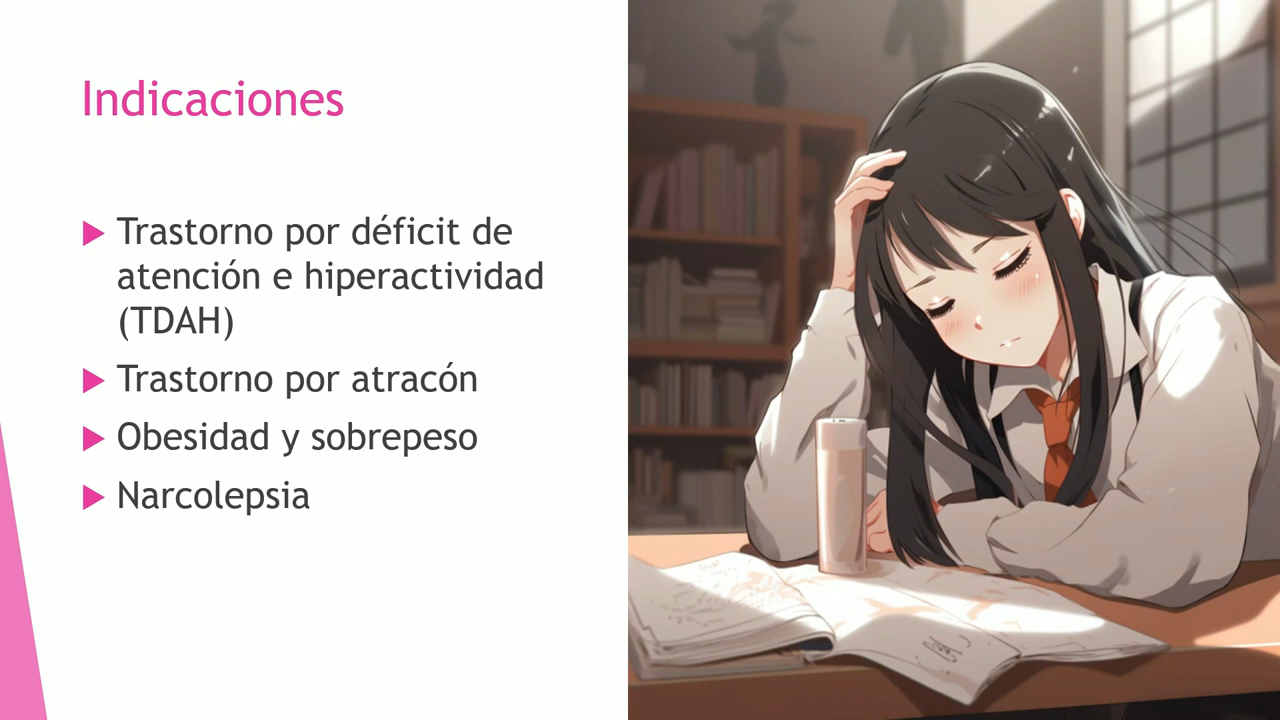 Indicaciones
Trastorno por déficit de
atención e hiperactividad
(TDAH)
Trastorno por atracón
Obesidad y sobrepeso
Narcolepsia